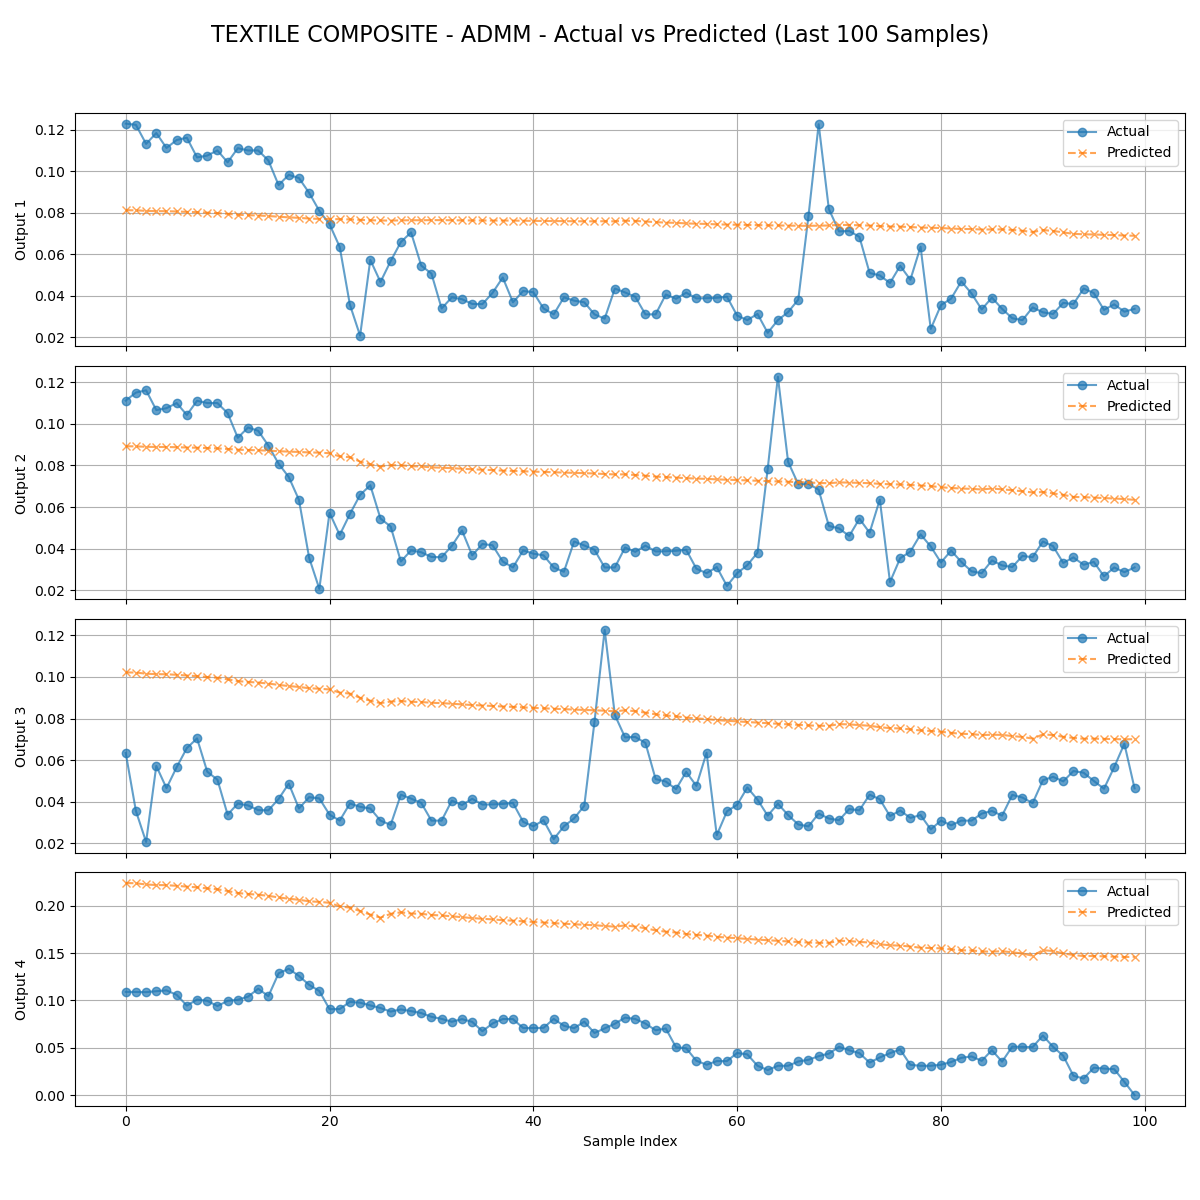 TEXTILE COMPOSITE - ADMM - Actual vs Predicted (Last 100 Samples)
Output 1
0.12
0.10
0.08
0.06
0.04
0.02
Actual
Predicted
Output 2
0.12
0.10
0.08
0.06
0.04
0.02
Actual
Predicted
Output 3
0.12
0.10
0.08
0.06
0.04
0.02
Actual
Predicted
Output 4
0.20
0.15
0.10
0.05
0.00
Actual
Predicted
0 20 40 60 80 100
Sample Index